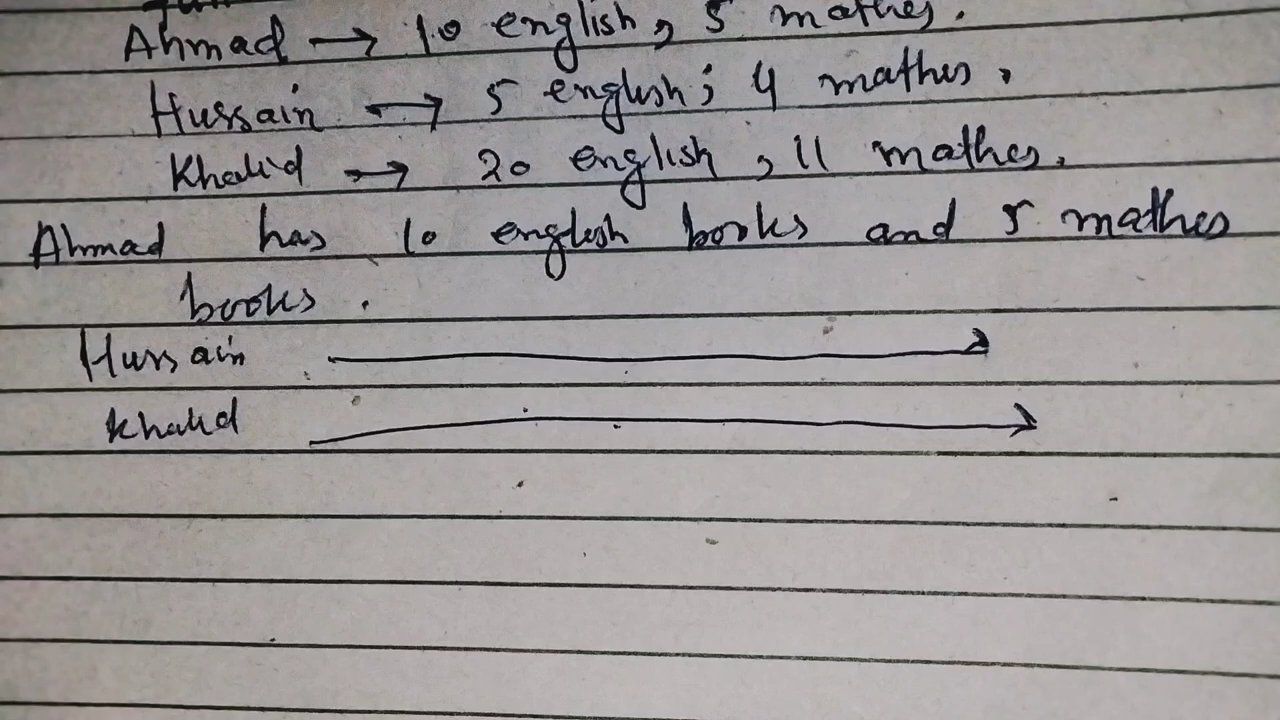 Ahmad → 10 english, 5 mathes.
Hussain → 5 english; 4 mathes.
Khalid → 20 english, 11 mathes.
Ahmad has 10 english books and 5 mathes
books.
Hussain →
Khalid →